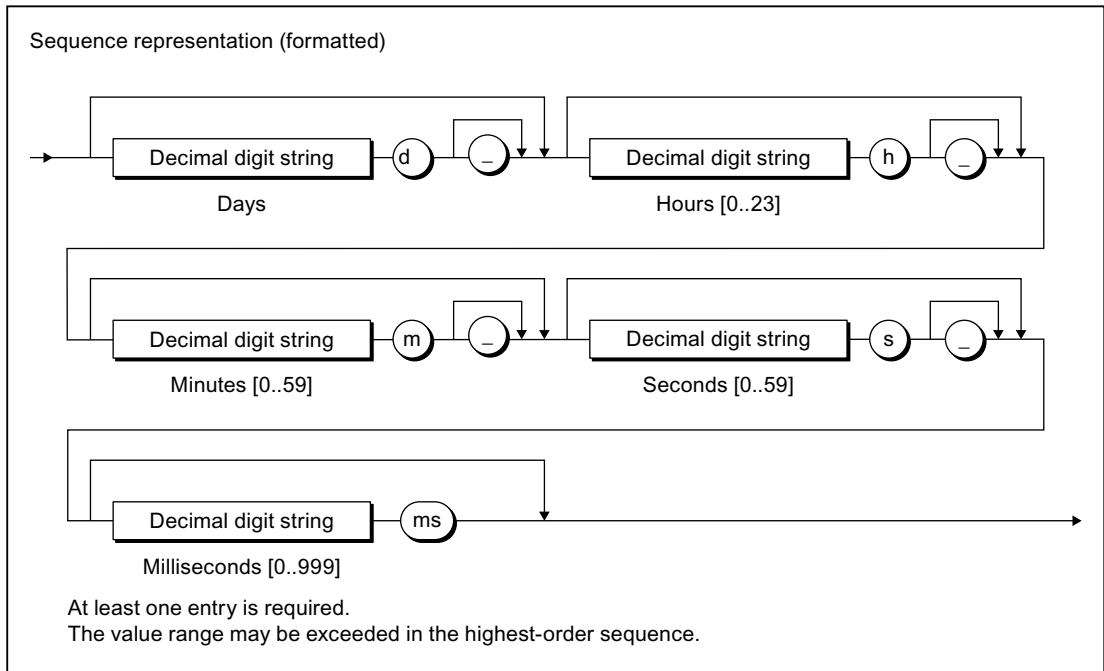 Sequence representation (formatted)
Decimal digit string d _ Decimal digit string h _
Days Hours [0..23]
Decimal digit string m _ Decimal digit string s _
Minutes [0..59] Seconds [0..59]
Decimal digit string ms
Milliseconds [0..999]
At least one entry is required.
The value range may be exceeded in the highest-order sequence.